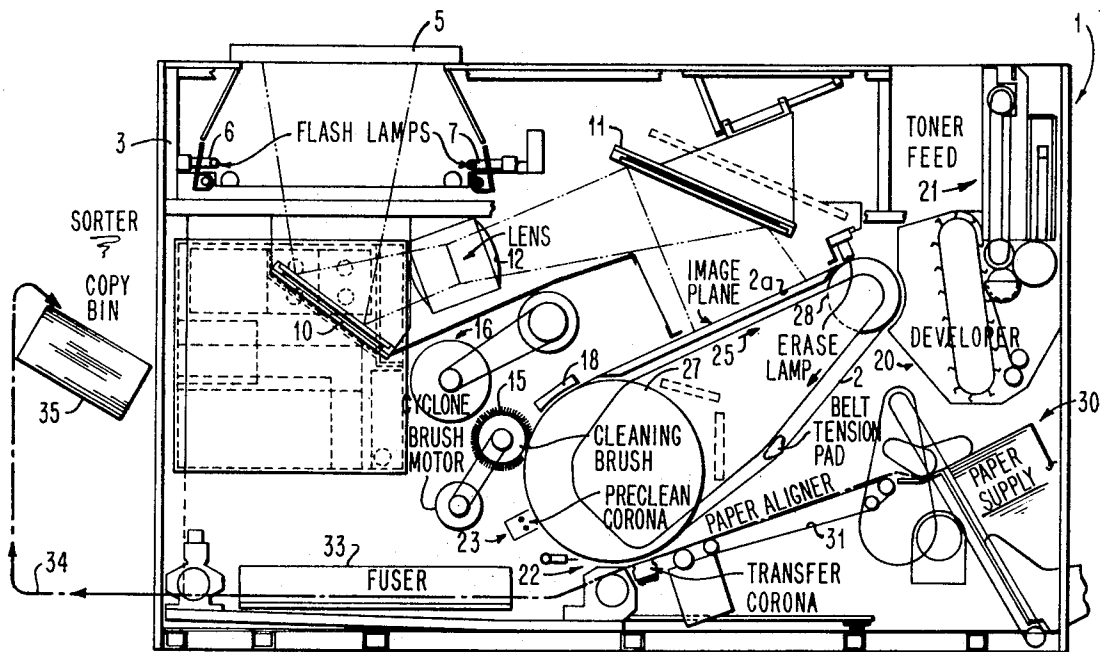 5
1
3
6
FLASH LAMPS
7
11
TONER
FEED
21
SORTER
COPY
BIN
LENS
12
10
16
IMAGE
PLANE
2a
28
25
ERASE
LAMP
DEVELOPER
20
2
18
27
15
CYCLONE
BRUSH
MOTOR
CLEANING
BRUSH
BELT
TENSION
PAD
30
PAPER
SUPPLY
35
PRECLEAN
CORONA
23
PAPER ALIGNER
31
33
FUSER
22
TRANSFER
CORONA
34